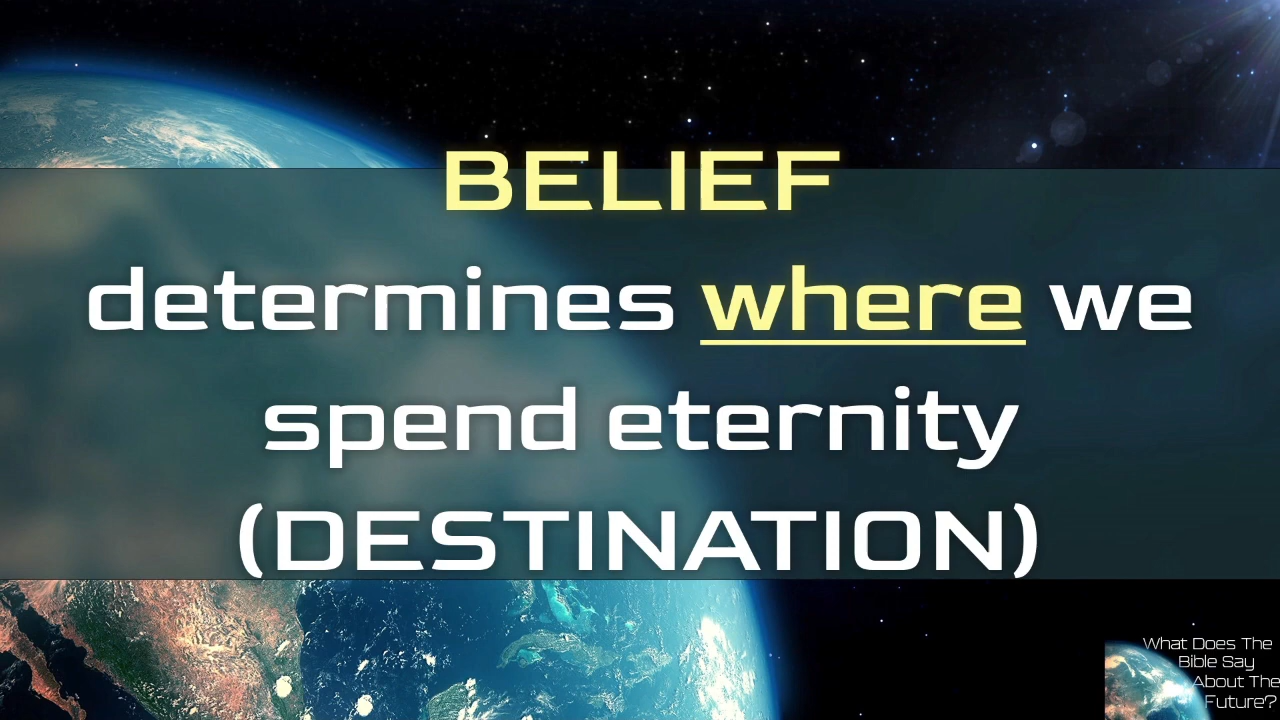 BELIEF
determines where we
spend eternity
(DESTINATION)
What Does The
Bible Say
About The
Future?